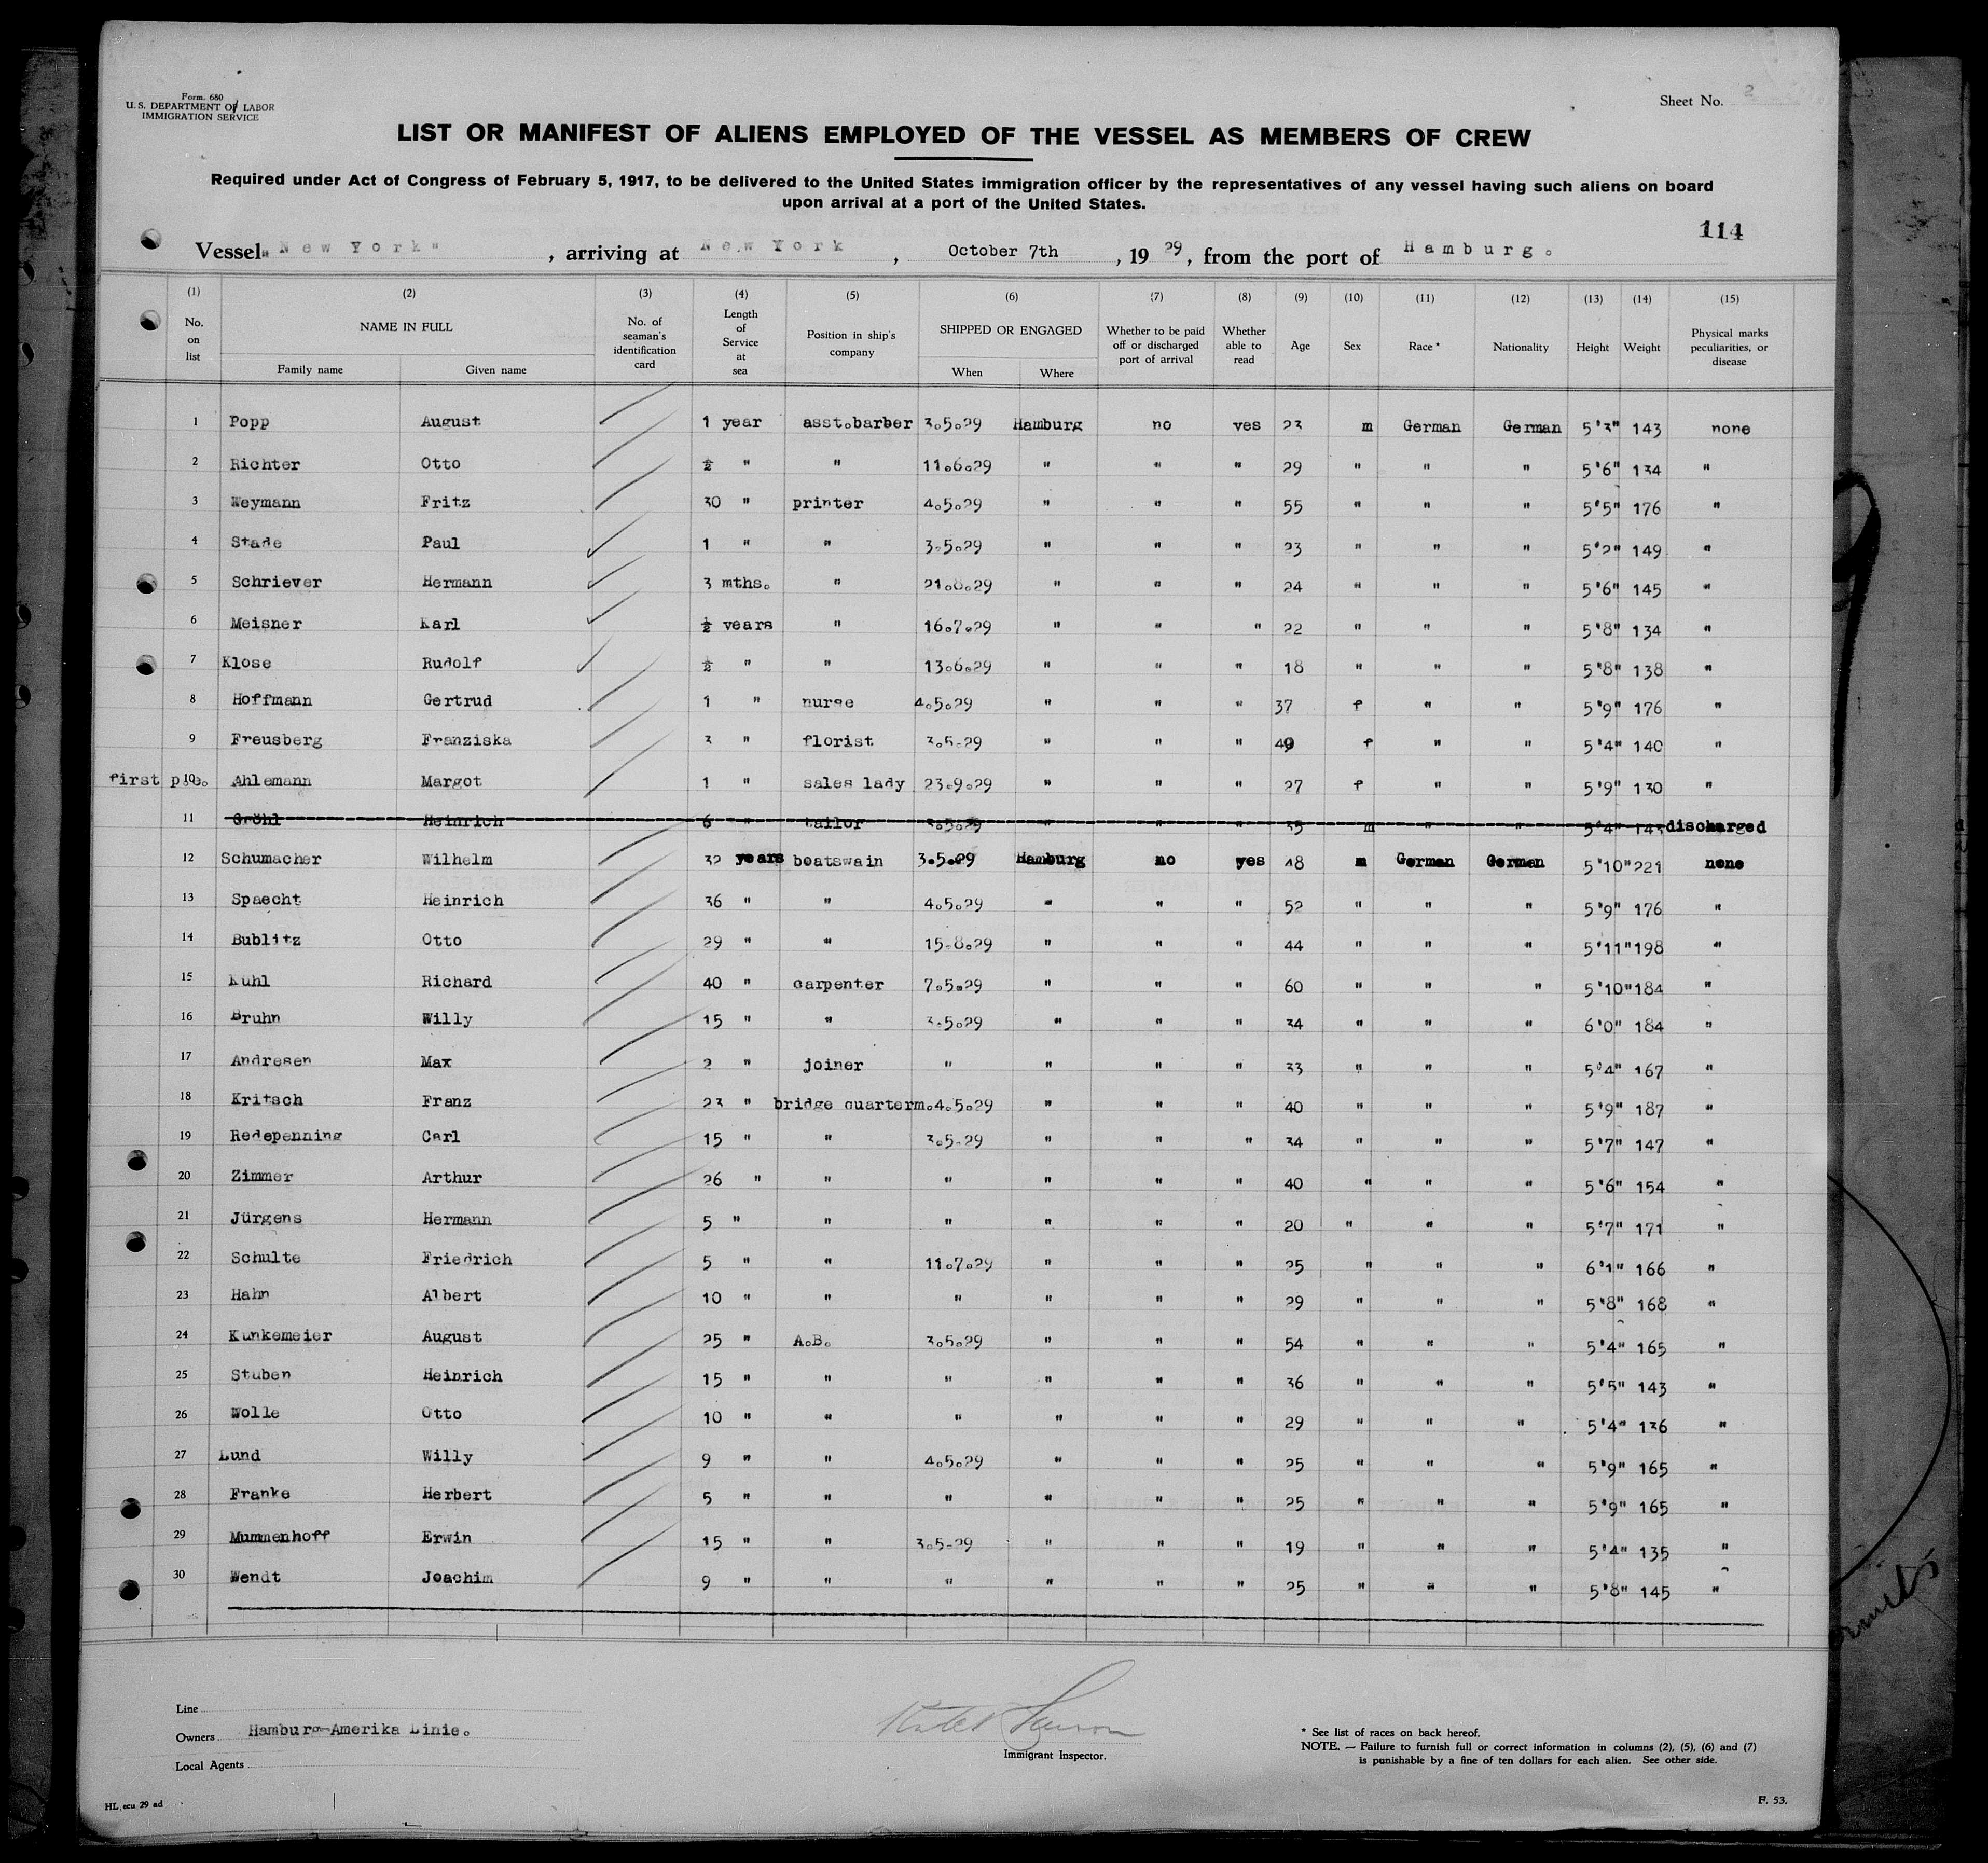 Form. 680
U. S. DEPARTMENT OF LABOR
IMMIGRATION SERVICE
Sheet No. 2
LIST OR MANIFEST OF ALIENS EMPLOYED OF THE VESSEL AS MEMBERS OF CREW
Required under Act of Congress of February 5, 1917, to be delivered to the United States immigration officer by the representatives of any vessel having such aliens on board
upon arrival at a port of the United States.
114
Vessel "New York", arriving at New York, October 7th, 1929, from the port of Hamburg.
(1) (2) (3) (4) (5) (6) (7) (8) (9) (10) (11) (12) (13) (14) (15)
No. on list NAME IN FULL Family name Given name No. of seaman's identification card Length of Service at sea Position in ship's company SHIPPED OR ENGAGED When Where Whether to be paid off or discharged port of arrival Whether able to read Age Sex Race* Nationality Height Weight Physical marks peculiarities, or disease
1 Popp August 1 year asst.barber 3.5.29 Hamburg no yes 23 m German German 5'3" 143 none
2 Richter Otto ½ " " 11.6.29 " " " 29 " " " 5'6" 134 "
3 Weymann Fritz 30 " printer 4.5.29 " " " 55 " " " 5'5" 176 "
4 Stade Paul 1 " " 3.5.29 " " " 23 " " " 5'2" 149 "
5 Schriever Hermann 3 mths. " 21.8.29 " " " 24 " " " 5'6" 145 "
6 Meisner Karl ½ years " 16.7.29 " " " 22 " " " 5'8" 134 "
7 Klose Rudolf ½ " " 13.6.29 " " " 18 " " " 5'8" 138 "
8 Hoffmann Gertrud 1 " nurse 4.5.29 " " " 37 f " " 5'9" 176 "
9 Freusberg Franziska 3 " florist 3.5.29 " " " 49 f " " 5'4" 140 "
first p.e. 10 Ahlemann Margot 1 " sales lady 23.9.29 " " " 27 f " " 5'9" 130 "
11 Gröhl Heinrich 6 " tailor 3.5.29 " " " 35 m " " 5'4" 143 discharged
12 Schumacher Wilhelm 32 years boatswain 3.5.29 Hamburg no yes 48 m German German 5'10" 221 none
13 Spaecht Heinrich 36 " " 4.5.29 " " " 52 " " " 5'9" 176 "
14 Bublitz Otto 29 " " 15.8.29 " " " 44 " " " 5'11" 198 "
15 Kuhl Richard 40 " carpenter 7.5.29 " " " 60 " " " 5'10" 184 "
16 Bruhn Willy 15 " " 3.5.29 " " " 34 " " " 6'0" 184 "
17 Andresen Max 2 " joiner " " " " 33 " " " 5'4" 167 "
18 Kritsch Franz 23 " bridge quarterm. 4.5.29 " " " 40 " " " 5'9" 187 "
19 Redepenning Carl 15 " " 3.5.29 " " " 34 " " " 5'7" 147 "
20 Zimmer Arthur 26 " " " " " " 40 " " " 5'6" 154 "
21 Jürgens Hermann 5 " " " " " " 20 " " " 5'7" 171 "
22 Schulte Friedrich 5 " " 11.7.29 " " " 25 " " " 6'1" 166 "
23 Hahn Albert 10 " " " " " " 29 " " " 5'8" 168 "
24 Kunkemeier August 25 " A.B. 3.5.29 " " " 54 " " " 5'4" 165 "
25 Stuben Heinrich 15 " " " " " " 36 " " " 5'5" 143 "
26 Wolle Otto 10 " " " " " " 29 " " " 5'4" 136 "
27 Lund Willy 9 " " 4.5.29 " " " 25 " " " 5'9" 165 "
28 Franke Herbert 5 " " " " " " 25 " " " 5'9" 165 "
29 Mummenhoff Erwin 15 " " 3.5.29 " " " 19 " " " 5'4" 135 "
30 Wendt Joachim 9 " " " " " " 25 " " " 5'8" 145 "
Line
Owners Hamburg-Amerika Linie.
Local Agents
Immigrant Inspector.
* See list of races on back hereof.
NOTE. — Failure to furnish full or correct information in columns (2), (5), (6) and (7)
is punishable by a fine of ten dollars for each alien. See other side.
HL ecu 29 ad
F. 53.